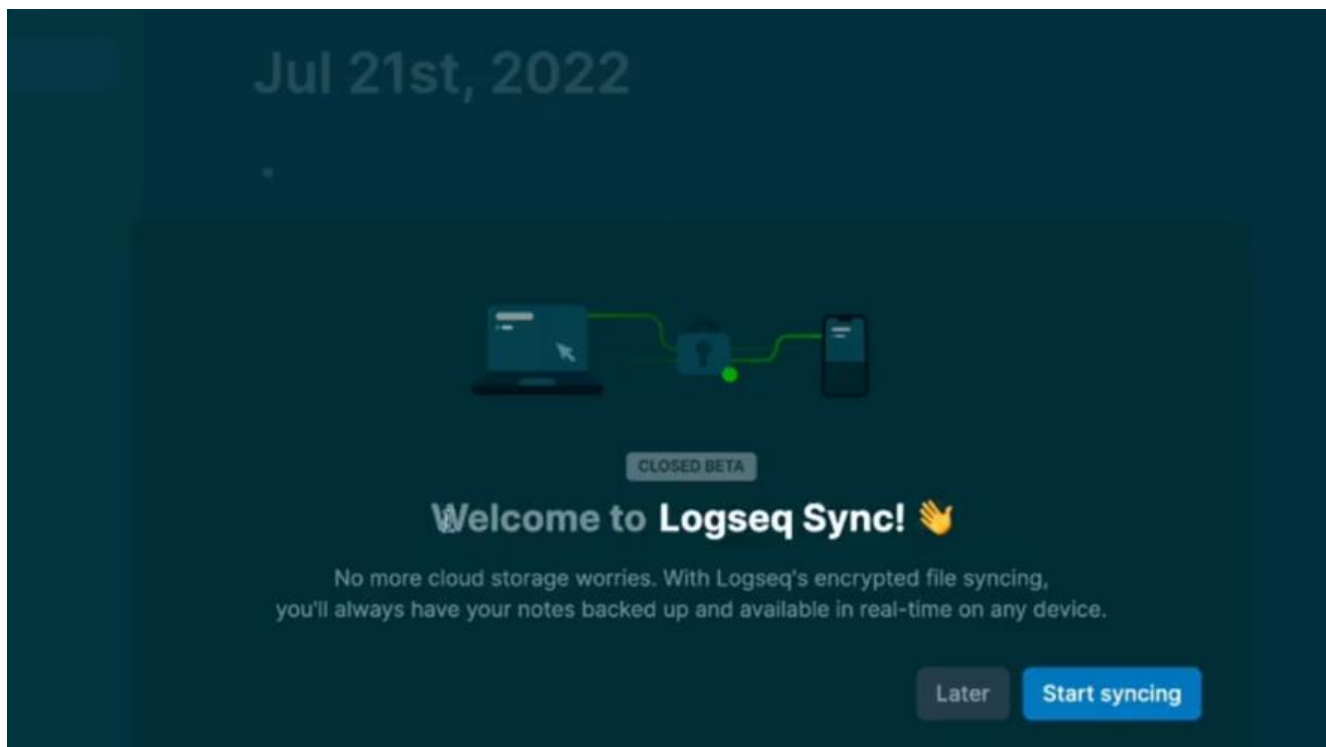 Jul 21st, 2022
CLOSED BETA
Welcome to Logseq Sync! 👋
No more cloud storage worries. With Logseq's encrypted file syncing,
you'll always have your notes backed up and available in real-time on any device.
Later
Start syncing